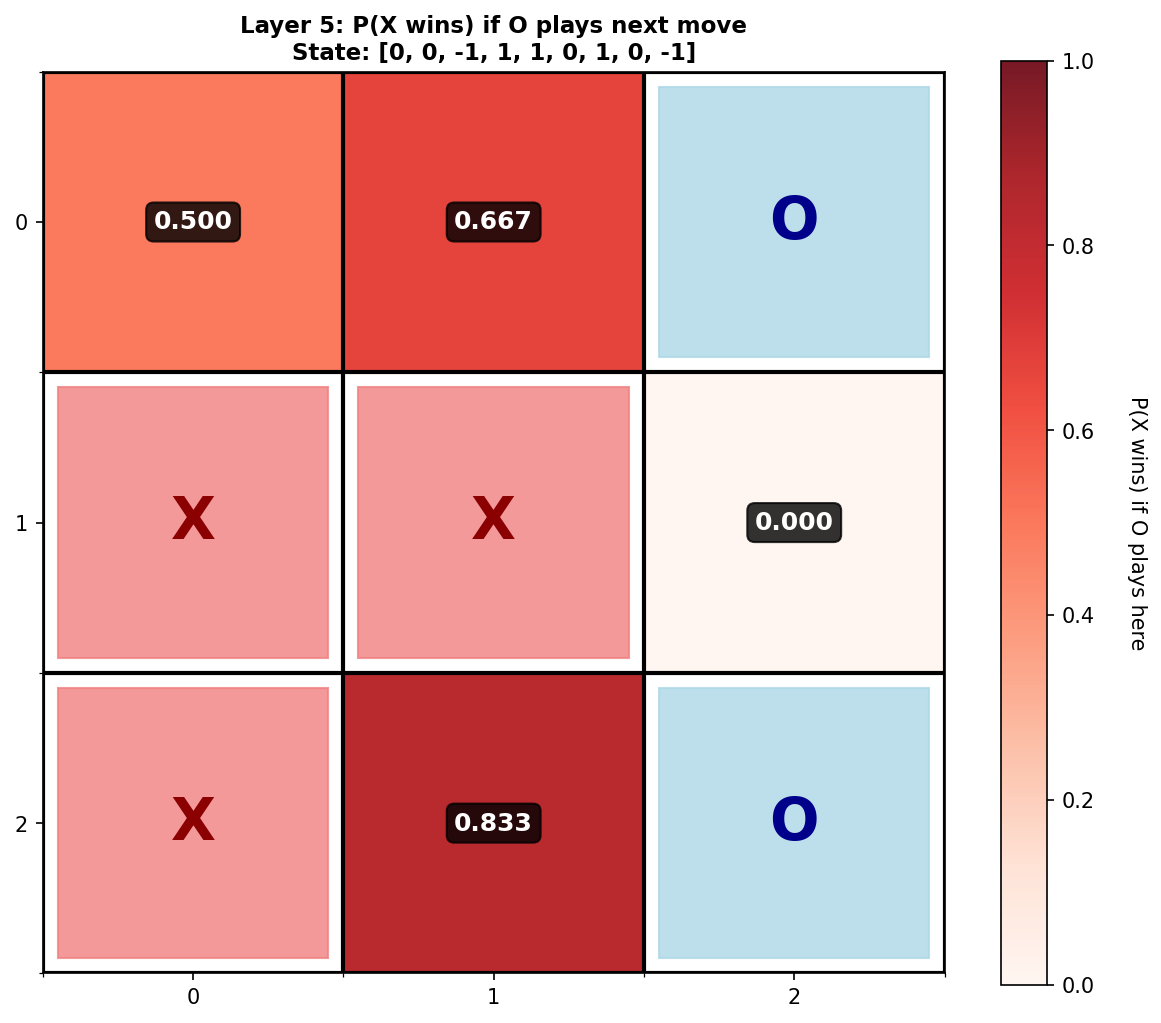 Layer 5: P(X wins) if O plays next move
State: [0, 0, -1, 1, 1, 0, 1, 0, -1]
0
0.500
0.667
O
1
X
X
0.000
2
X
0.833
O
0
1
2
1.0
0.8
0.6
0.4
0.2
0.0
P(X wins) if O plays here